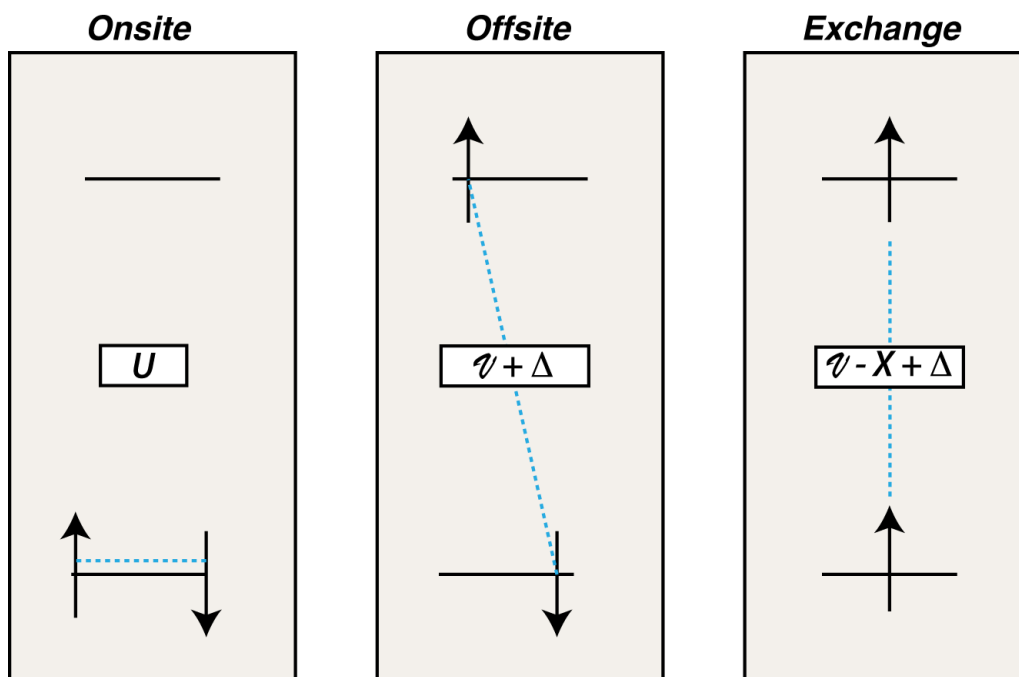 Onsite
Offsite
Exchange
U
𝒱 + Δ
𝒱 - X + Δ